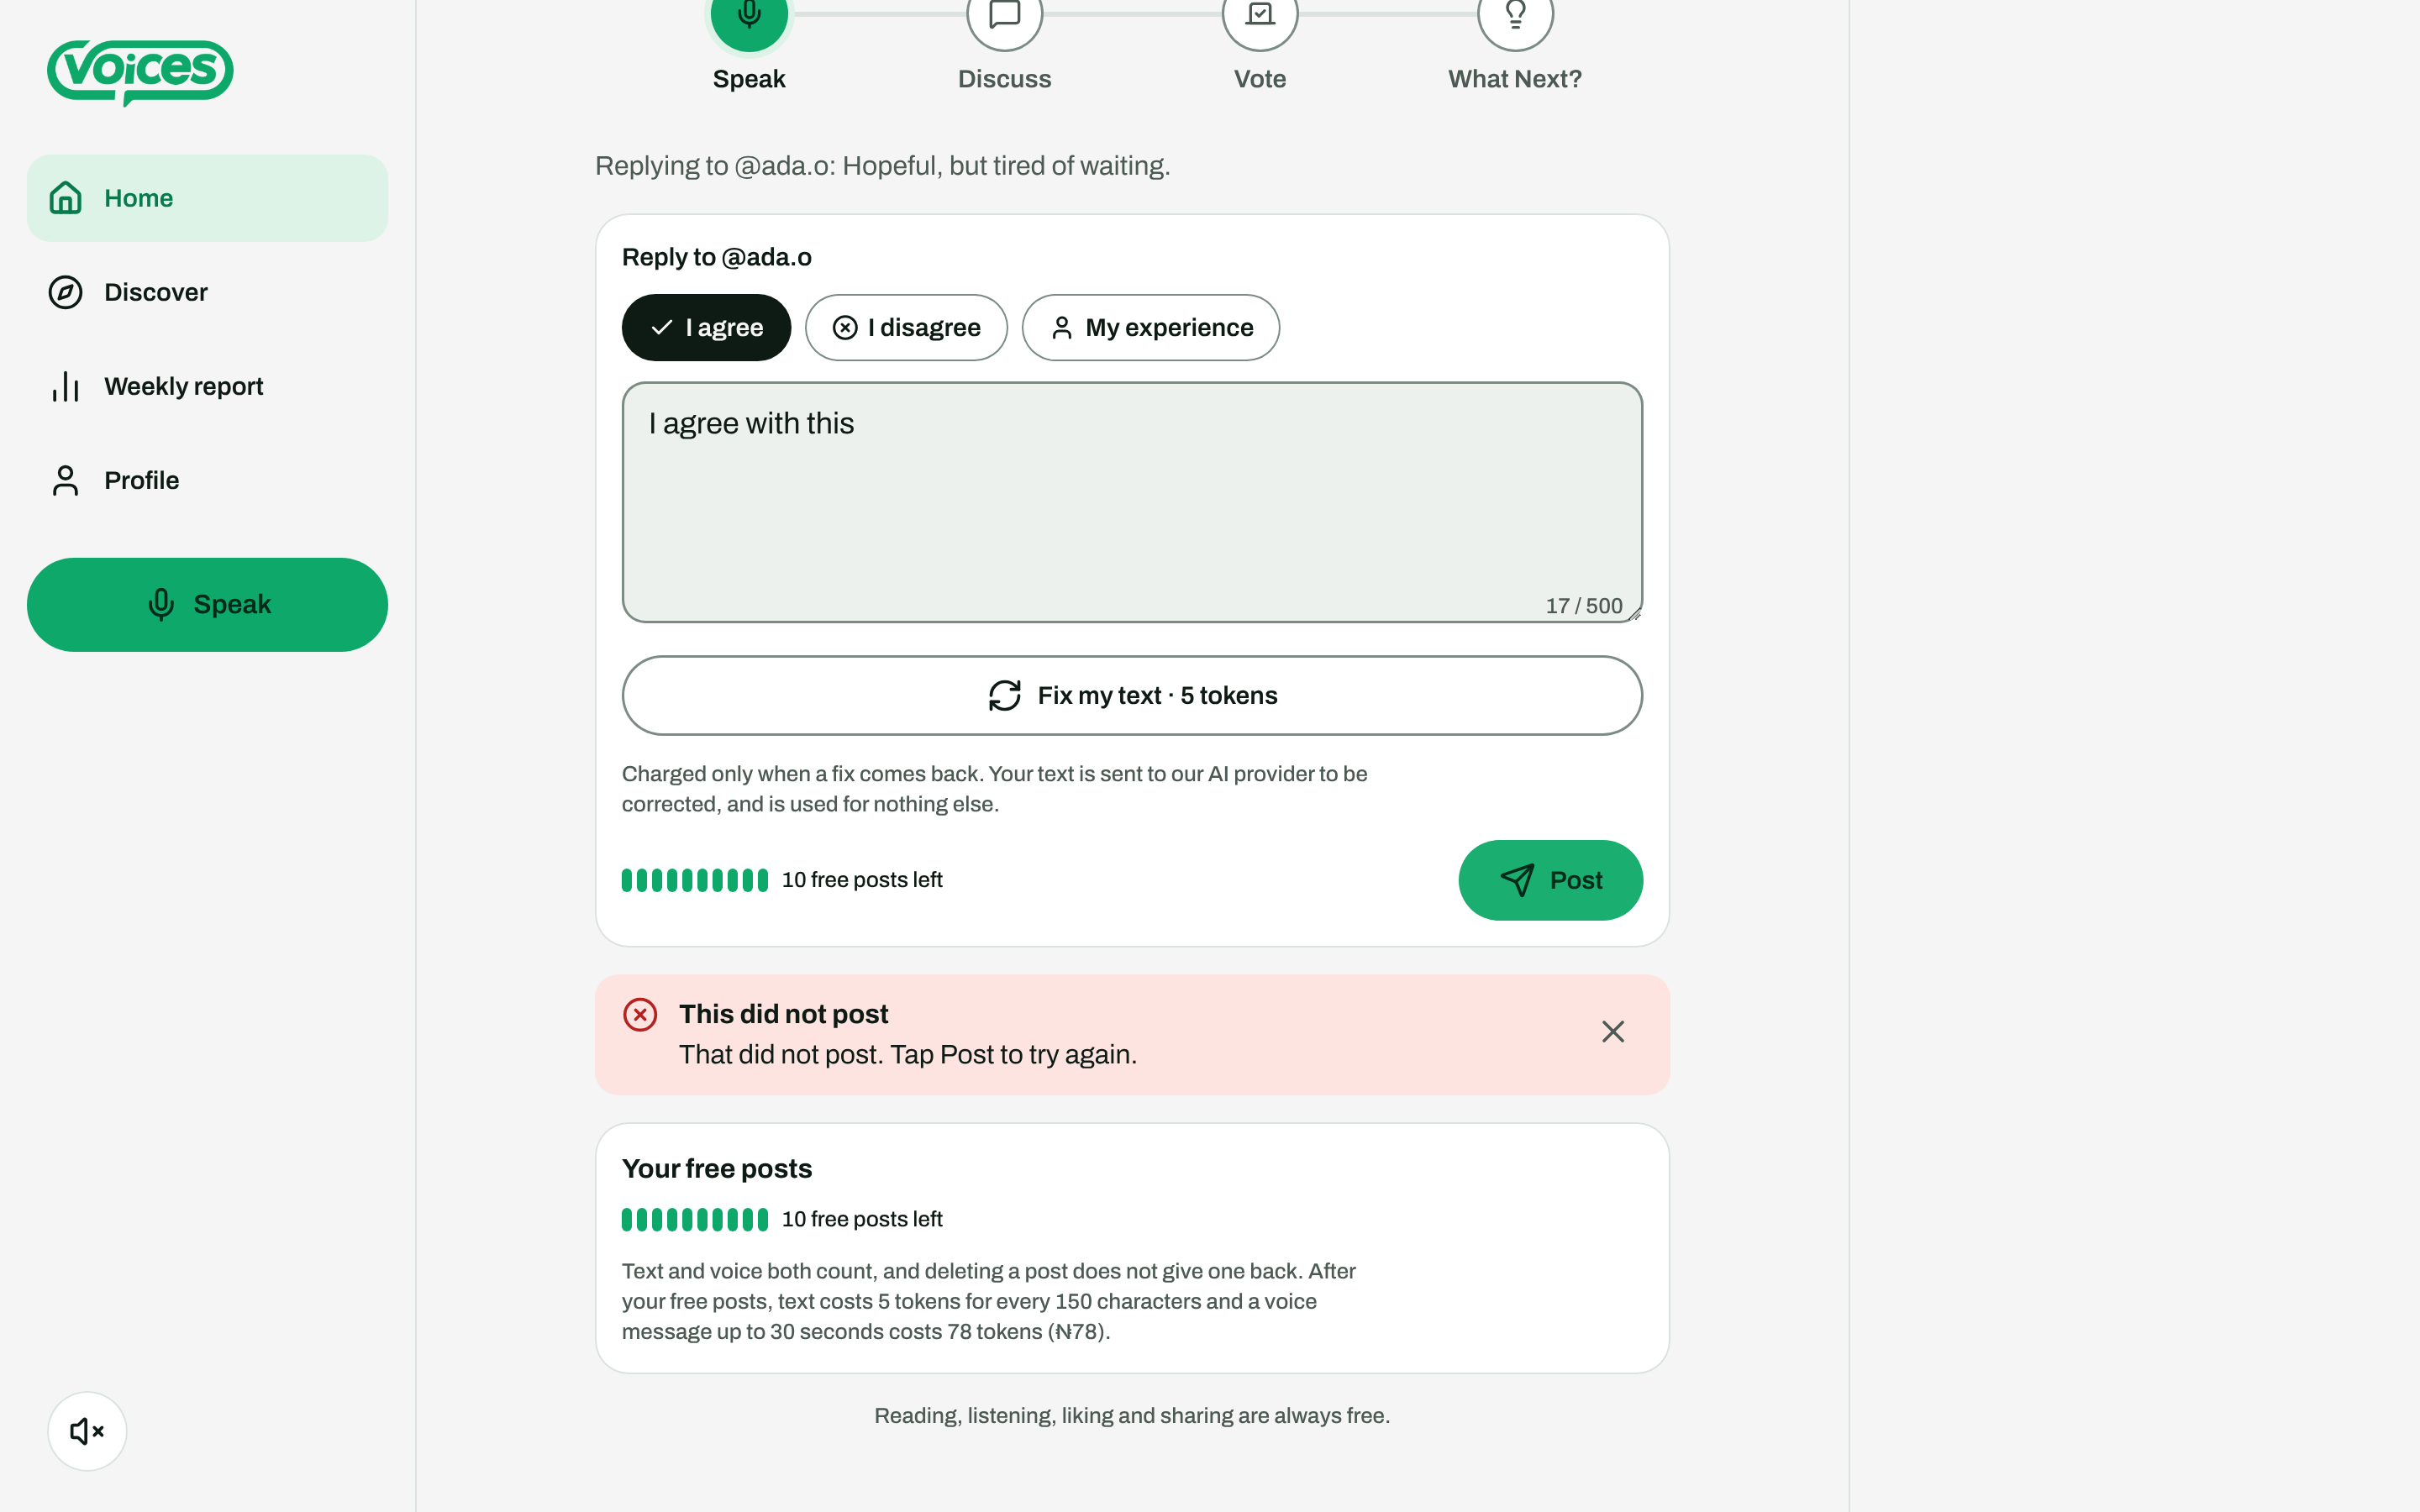 Voices
Home
Discover
Weekly report
Profile
Speak
Speak
Discuss
Vote
What Next?
Replying to @ada.o: Hopeful, but tired of waiting.
Reply to @ada.o
I agree
I disagree
My experience
I agree with this
17 / 500
Fix my text · 5 tokens
Charged only when a fix comes back. Your text is sent to our AI provider to be
corrected, and is used for nothing else.
10 free posts left
Post
This did not post
That did not post. Tap Post to try again.
Your free posts
10 free posts left
Text and voice both count, and deleting a post does not give one back. After
your free posts, text costs 5 tokens for every 150 characters and a voice
message up to 30 seconds costs 78 tokens (₦78).
Reading, listening, liking and sharing are always free.